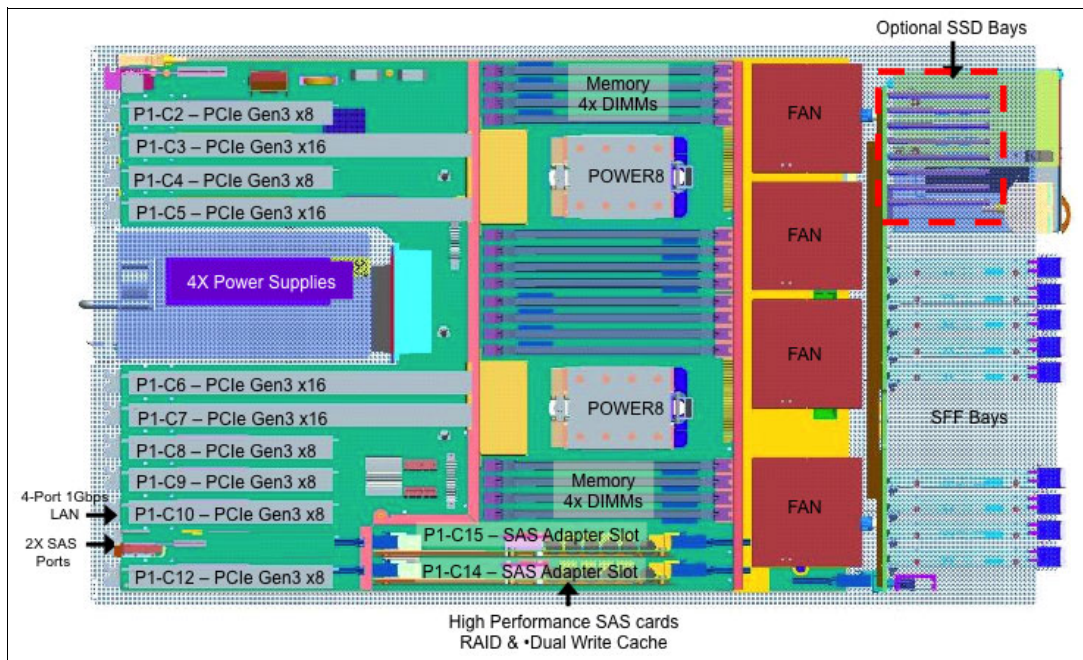 Optional SSD Bays
Memory
4x DIMMs
FAN
P1-C2 – PCIe Gen3 x8
P1-C3 – PCIe Gen3 x16
P1-C4 – PCIe Gen3 x8
P1-C5 – PCIe Gen3 x16
POWER8
FAN
4X Power Supplies
FAN
P1-C6 – PCIe Gen3 x16
P1-C7 – PCIe Gen3 x16
P1-C8 – PCIe Gen3 x8
P1-C9 – PCIe Gen3 x8
P1-C10 – PCIe Gen3 x8
P1-C12 – PCIe Gen3 x8
POWER8
SFF Bays
Memory
4x DIMMs
FAN
4-Port 1Gbps
LAN
2X SAS
Ports
P1-C15 – SAS Adapter Slot
P1-C14 – SAS Adapter Slot
High Performance SAS cards
RAID & •Dual Write Cache